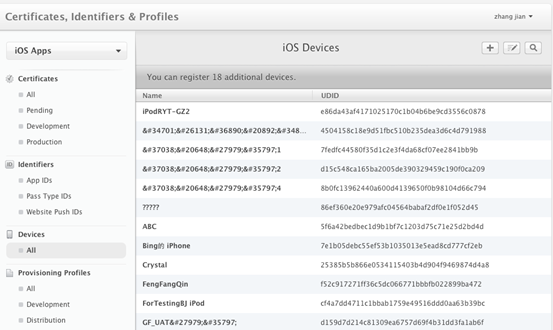 Certificates, Identifiers & Profiles
zhang jian
iOS Apps
iOS Devices
You can register 18 additional devices.
Certificates
All
Pending
Development
Production
Identifiers
App IDs
Pass Type IDs
Website Push IDs
Devices
All
Provisioning Profiles
All
Development
Distribution
Name UDID
iPodRYT-GZ2 e86da43af4171025170c1b04b6be9cd3556c0878
&#34701;&#26131;&#36890;&#20892;&#348... 4504158c18e9d51fbc510b235dea3d6c4d791988
&#37038;&#20648;&#27979;&#35797;1 7fedfc44580f35d1c2e3f4da68cf07ee2841bb9b
&#37038;&#20648;&#27979;&#35797;2 d15c548ca165ba2005de390329459c190f0ca209
&#37038;&#20648;&#27979;&#35797;4 8b0fc13962440a600d4139650f0b98104d66c794
????? 86ef360e20e979afc04564babaf2df0e1f052d45
ABC 5f6a42bedbec1d9b1bf7c1203d75c71e25d2bd4d
Bing的 iPhone 7e1b05debc55ef53b1035013e5ead8cd777cf2eb
Crystal 25385b5b866e0534115403b4d904f9469874d4a8
FengFangQin f52c917271ff36c5dc066771bbbfb022899ba472
ForTestingBJ iPod cf4a7dd4711c1bbab1759e49516ddd0aa63b39bc
GF_UAT&#27979;&#35797; d159d7d214c81309ea6757d69f4b31dd3fa1ab6f